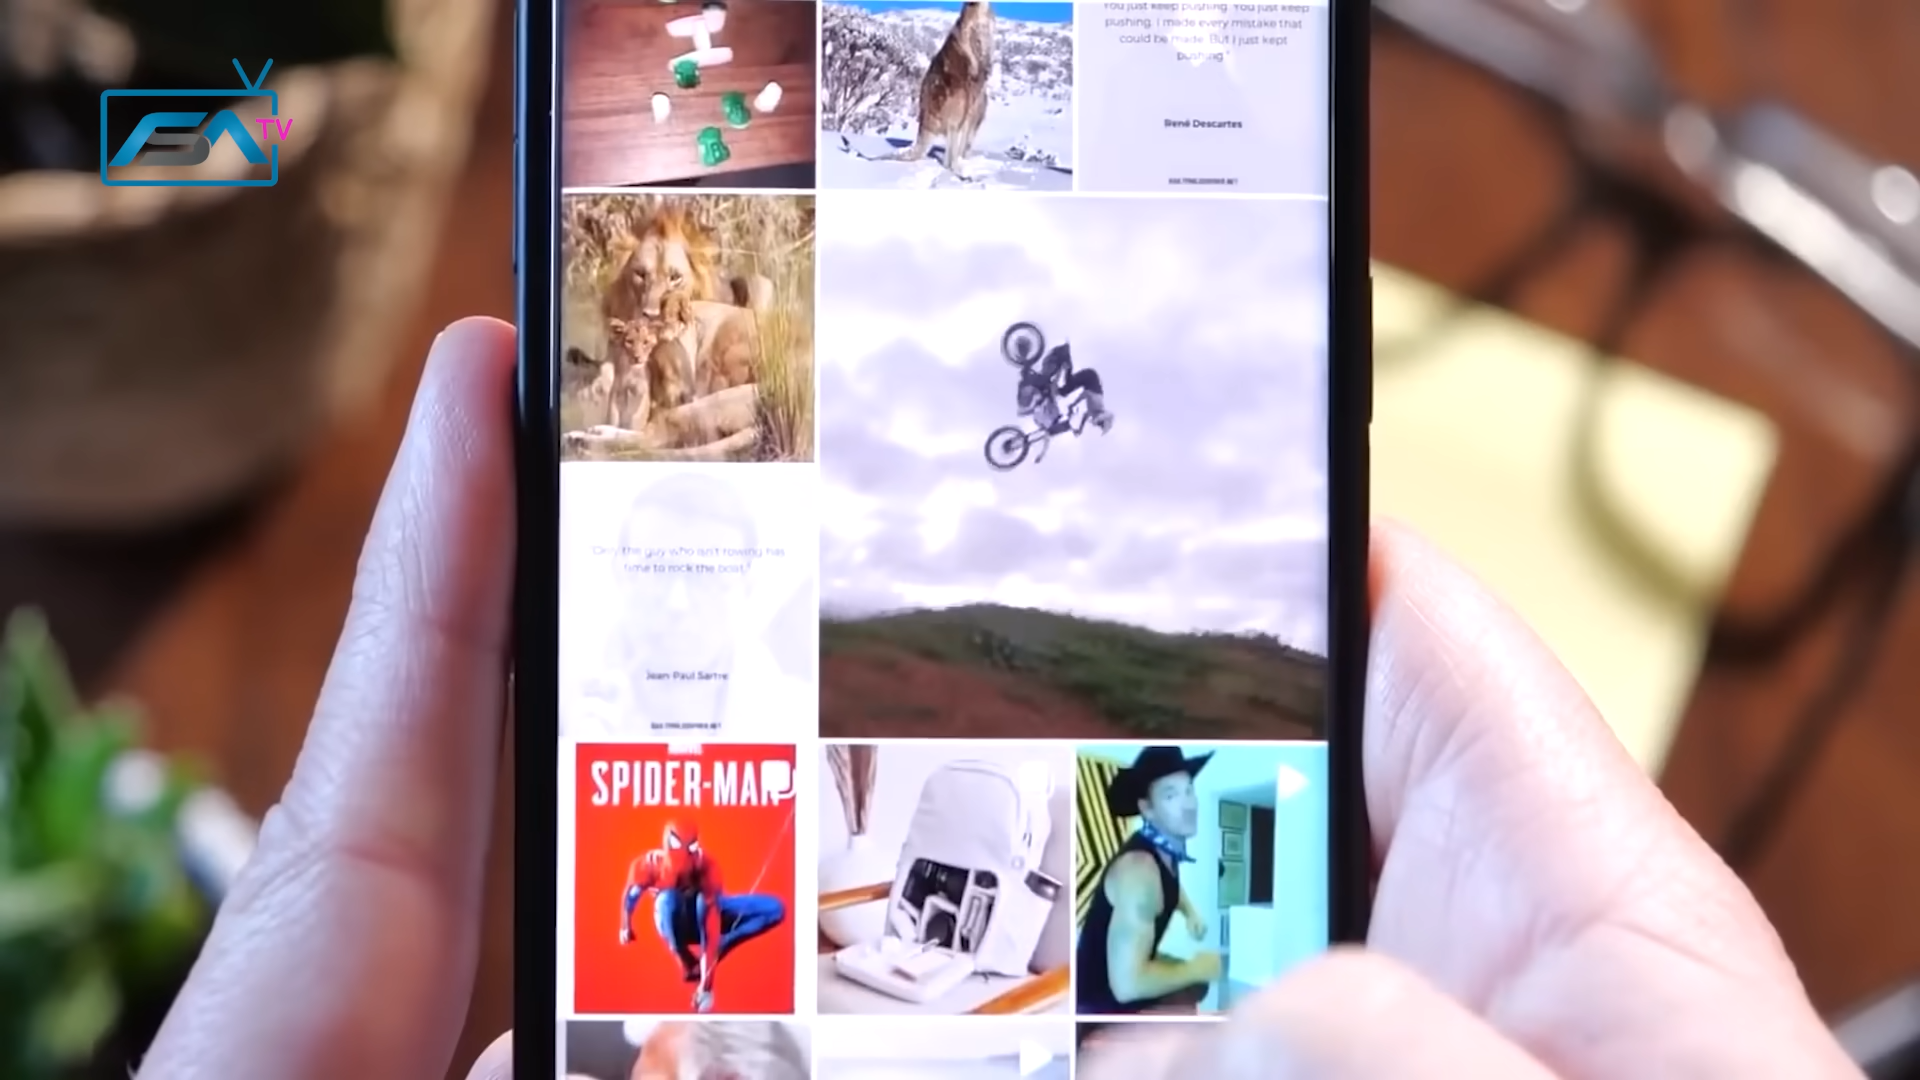 TV
You just keep pushing. You just keep
pushing. I made every mistake that
could be made. But I just kept
pushing."
René Descartes
"Only the guy who isn't rowing has
time to rock the boat."
Jean-Paul Sartre
MARVEL
SPIDER-MAN